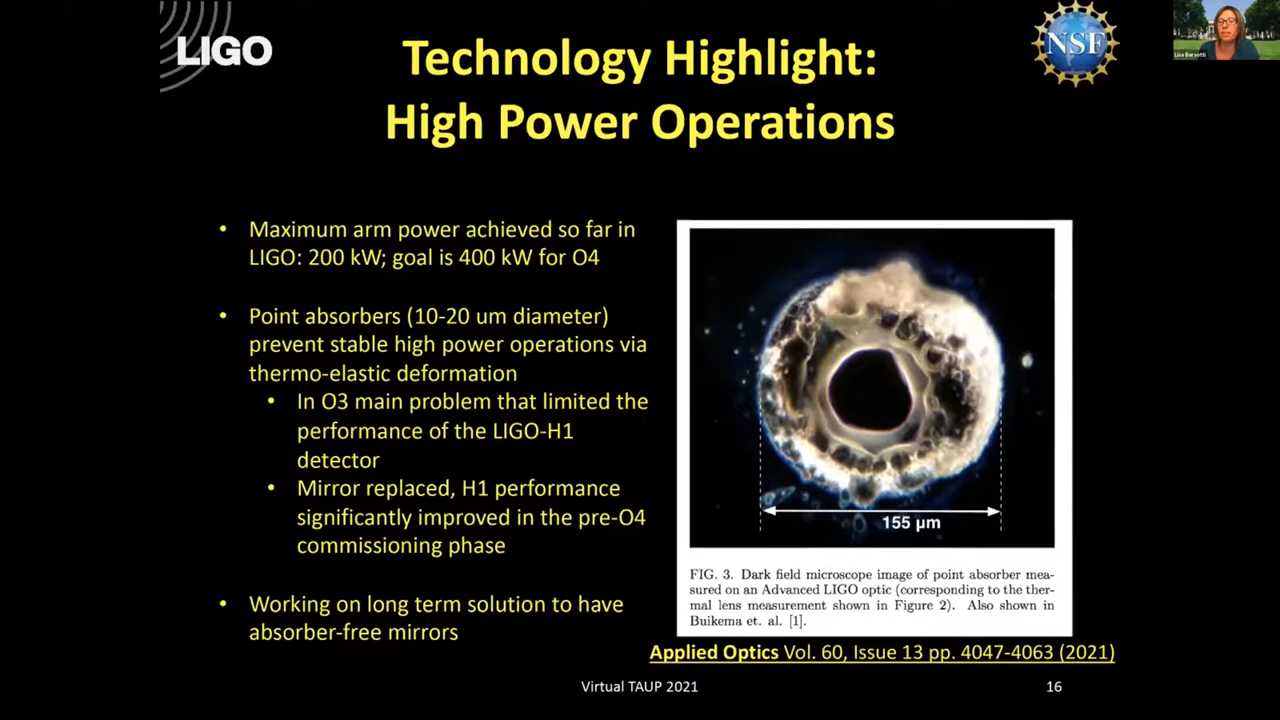 LIGO
Technology Highlight:
High Power Operations
NSF
Lisa Barsotti
• Maximum arm power achieved so far in
LIGO: 200 kW; goal is 400 kW for O4
• Point absorbers (10-20 um diameter)
prevent stable high power operations via
thermo-elastic deformation
• In O3 main problem that limited the
performance of the LIGO-H1
detector
• Mirror replaced, H1 performance
significantly improved in the pre-O4
commissioning phase
• Working on long term solution to have
absorber-free mirrors
155 µm
FIG. 3. Dark field microscope image of point absorber mea-
sured on an Advanced LIGO optic (corresponding to the ther-
mal lens measurement shown in Figure 2). Also shown in
Buikema et. al. [1].
Applied Optics Vol. 60, Issue 13 pp. 4047-4063 (2021)
Virtual TAUP 2021
16